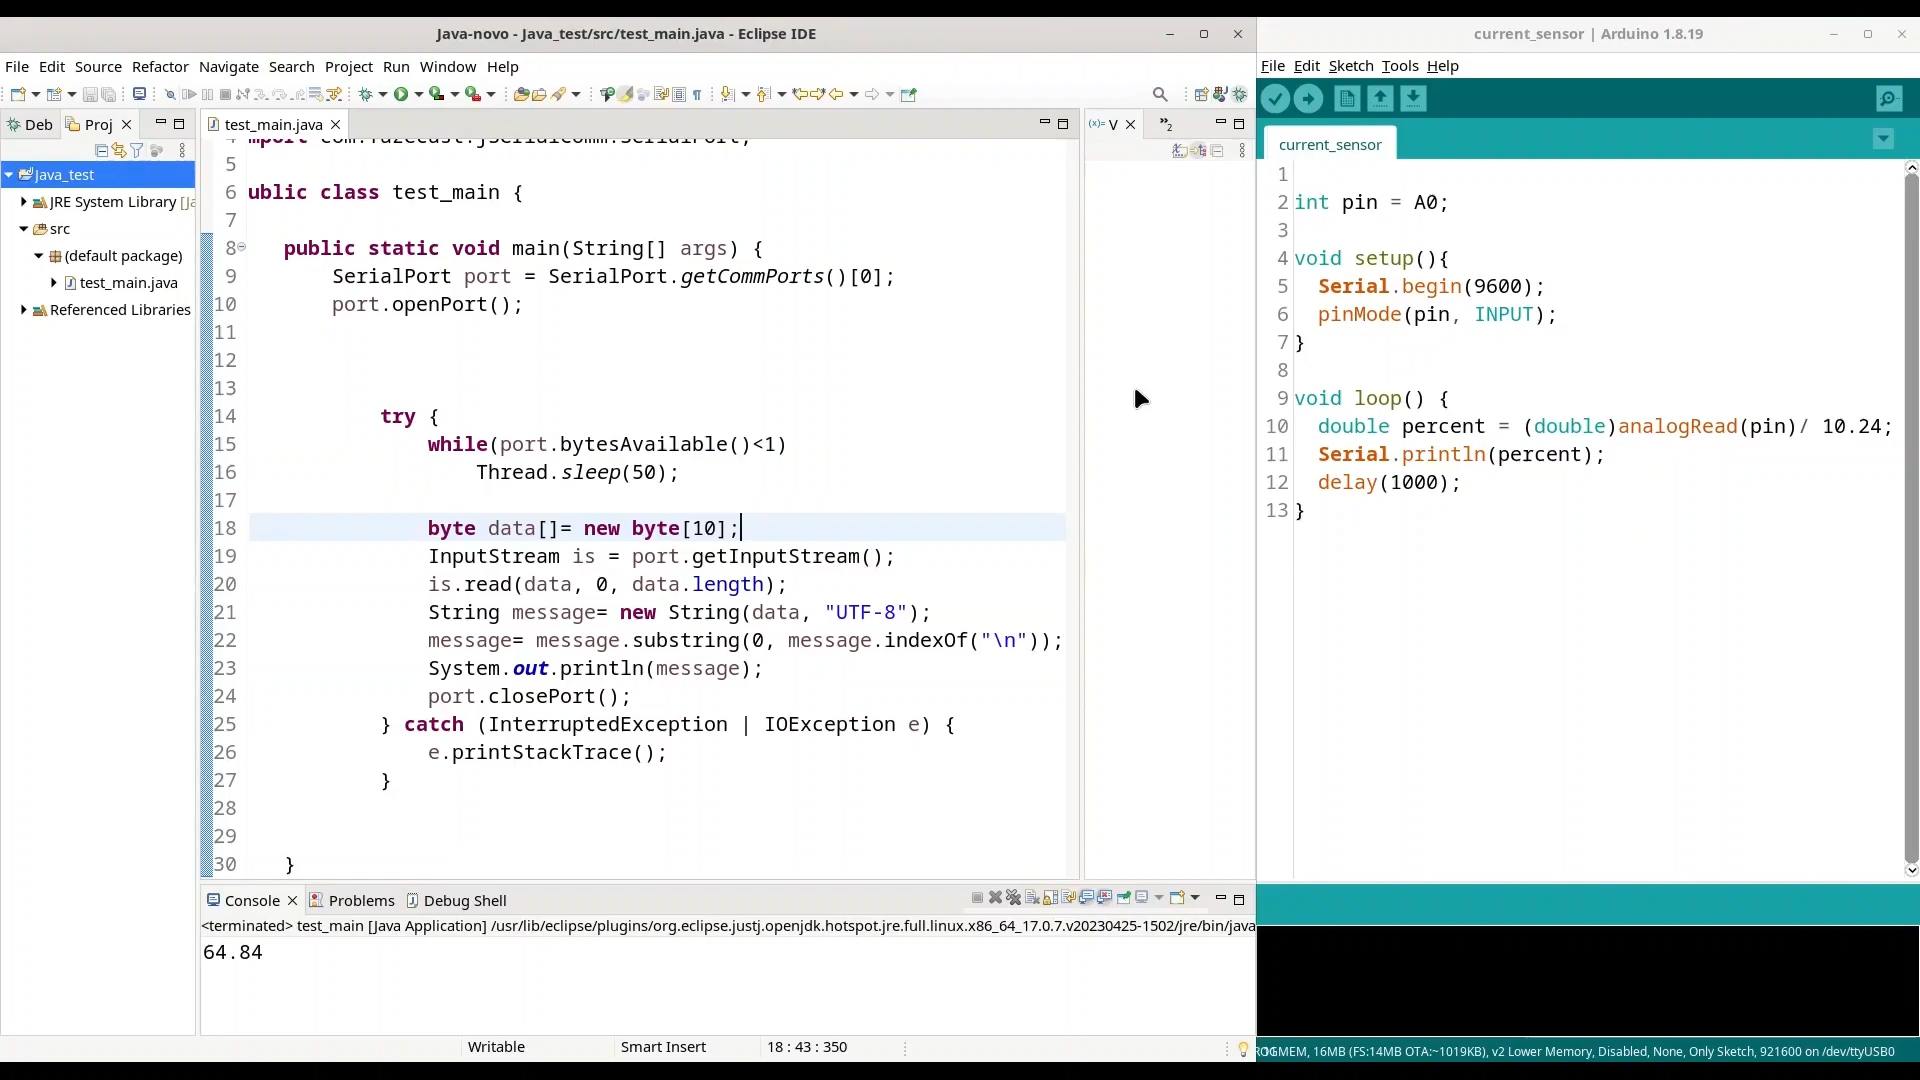 Java-novo - Java_test/src/test_main.java - Eclipse IDE
File Edit Source Refactor Navigate Search Project Run Window Help
Deb
Proj
Java_test
JRE System Library [Ja
src
(default package)
test_main.java
Referenced Libraries
test_main.java
5
6 ublic class test_main {
7
8 public static void main(String[] args) {
9 SerialPort port = SerialPort.getCommPorts()[0];
10 port.openPort();
11
12
13
14 try {
15 while(port.bytesAvailable()<1)
16 Thread.sleep(50);
17
18 byte data[]= new byte[10];
19 InputStream is = port.getInputStream();
20 is.read(data, 0, data.length);
21 String message= new String(data, "UTF-8");
22 message= message.substring(0, message.indexOf("\n"));
23 System.out.println(message);
24 port.closePort();
25 } catch (InterruptedException | IOException e) {
26 e.printStackTrace();
27 }
28
29
30 }
(x)= V
»2
Console Problems Debug Shell
<terminated> test_main [Java Application] /usr/lib/eclipse/plugins/org.eclipse.justj.openjdk.hotspot.jre.full.linux.x86_64_17.0.7.v20230425-1502/jre/bin/java
64.84
Writable Smart Insert 18 : 43 : 350
current_sensor | Arduino 1.8.19
File Edit Sketch Tools Help
current_sensor
1
2 int pin = A0;
3
4 void setup(){
5 Serial.begin(9600);
6 pinMode(pin, INPUT);
7 }
8
9 void loop() {
10 double percent = (double)analogRead(pin)/ 10.24;
11 Serial.println(percent);
12 delay(1000);
13 }
MEM, 16MB (FS:14MB OTA:~1019KB), v2 Lower Memory, Disabled, None, Only Sketch, 921600 on /dev/ttyUSB0